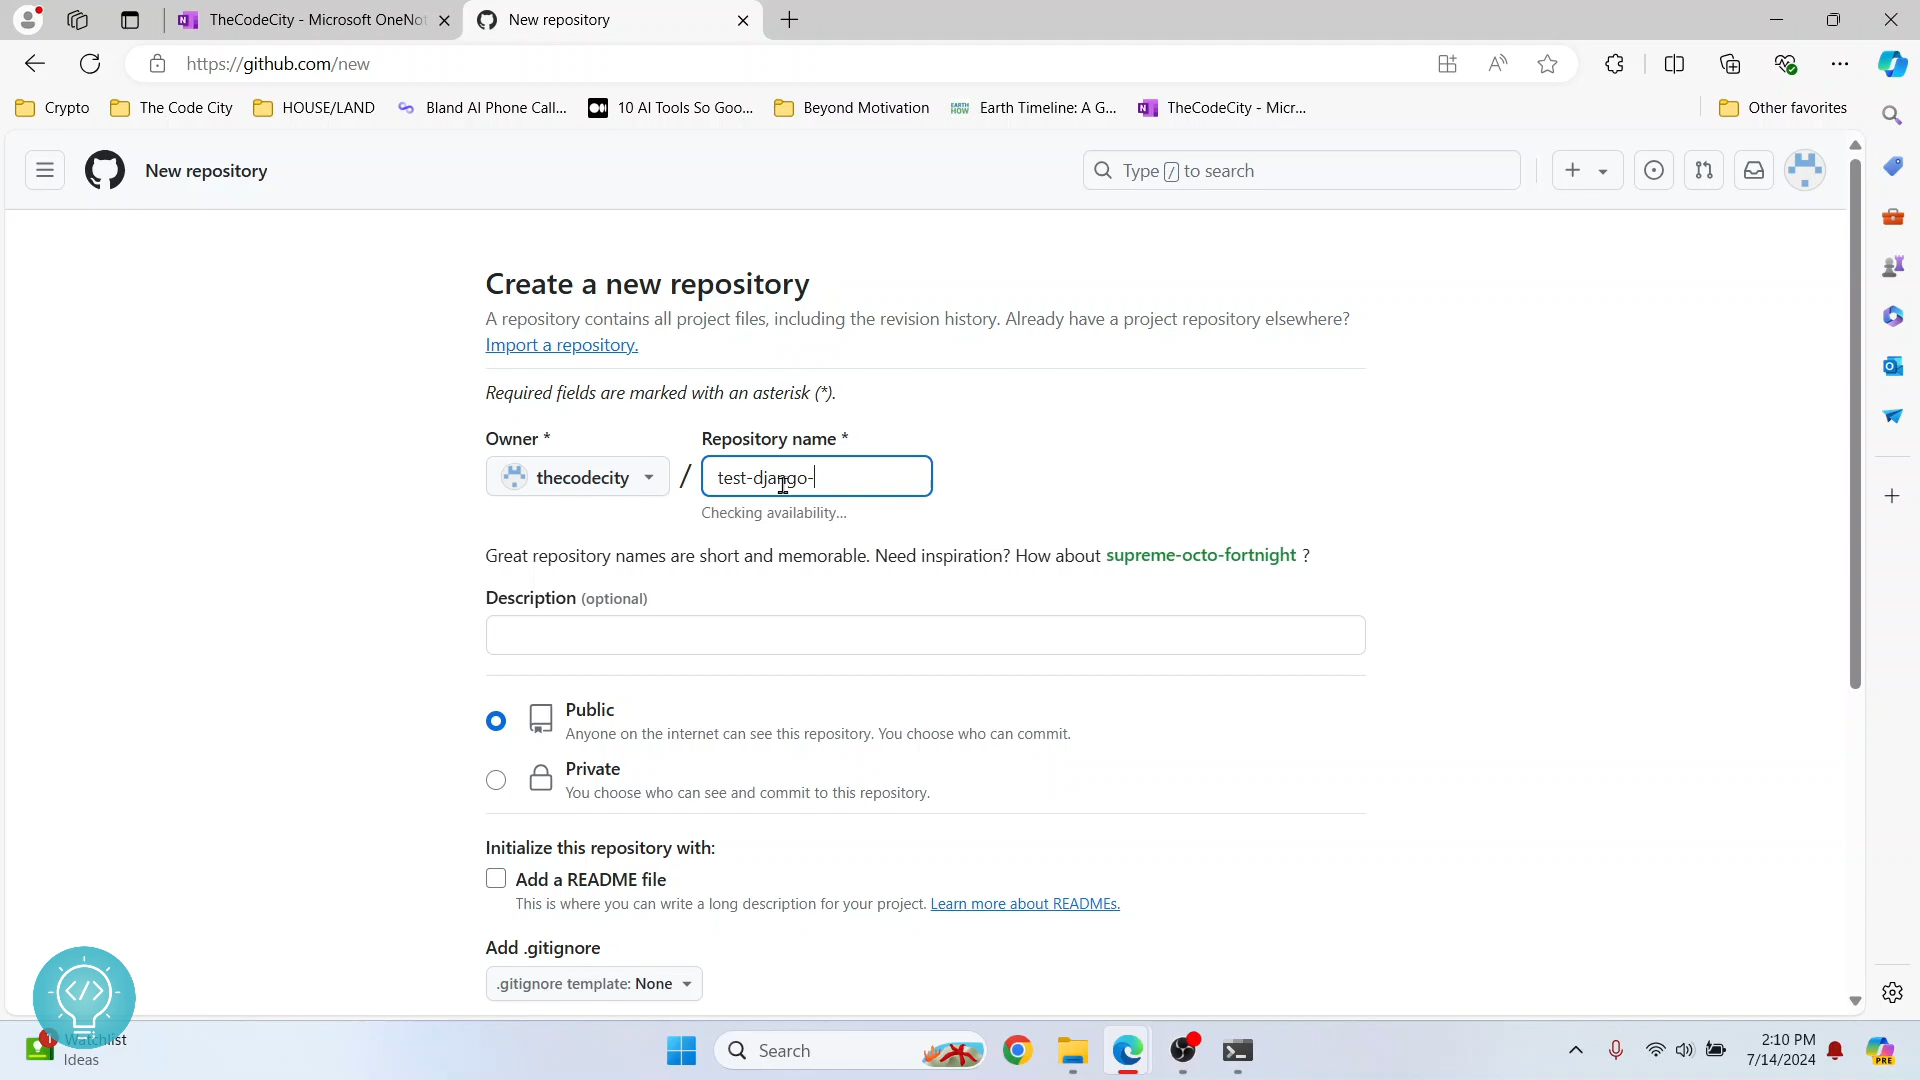 TheCodeCity - Microsoft OneNot
New repository
https://github.com/new
Crypto
The Code City
HOUSE/LAND
Bland AI Phone Call...
10 AI Tools So Goo...
Beyond Motivation
EARTH HOW
Earth Timeline: A G...
TheCodeCity - Micr...
Other favorites
New repository
Type / to search
Create a new repository
A repository contains all project files, including the revision history. Already have a project repository elsewhere?
Import a repository.
Required fields are marked with an asterisk (*).
Owner *
Repository name *
thecodecity
/
test-django-
Checking availability...
Great repository names are short and memorable. Need inspiration? How about supreme-octo-fortnight ?
Description (optional)
Public
Anyone on the internet can see this repository. You choose who can commit.
Private
You choose who can see and commit to this repository.
Initialize this repository with:
Add a README file
This is where you can write a long description for your project. Learn more about READMEs.
Add .gitignore
.gitignore template: None
</>
1
Watchlist
Ideas
Search
2:10 PM
7/14/2024
PRE